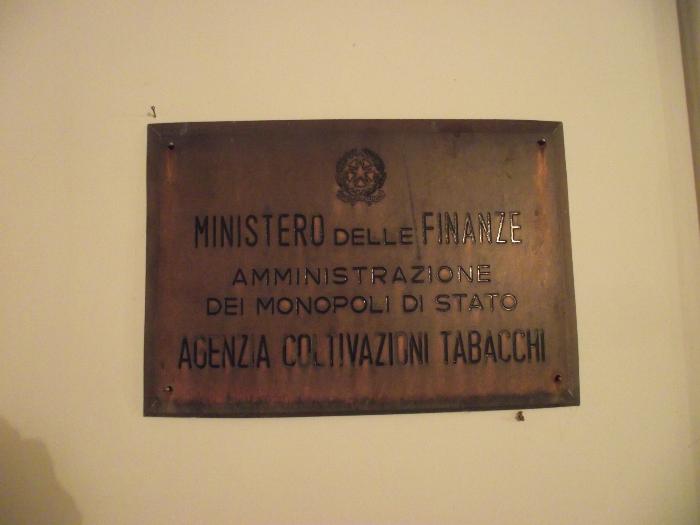 MINISTERO DELLE FINANZE
AMMINISTRAZIONE
DEI MONOPOLI DI STATO
AGENZIA COLTIVAZIONI TABACCHI